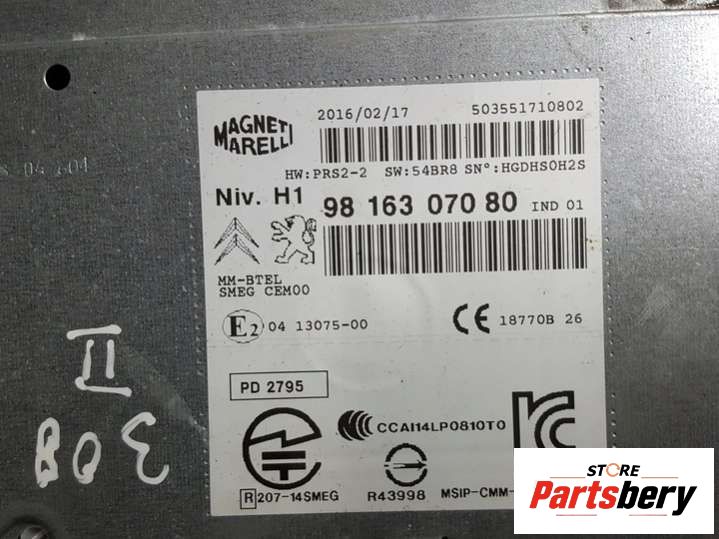 MAGNETI MARELLI
2016/02/17 503551710802
HW:PRS2-2 SW:54BR8 SN°:HGDHS0H2S
Niv. H1 98 163 070 80 IND 01
MM-BTEL
SMEG CEM00
E2 04 13075-00 CE 18770B 26
PD 2795
CCAI14LP0810T0
R 207-14SMEG R43998 MSIP-CMM-
II
308
STORE
Partsbery